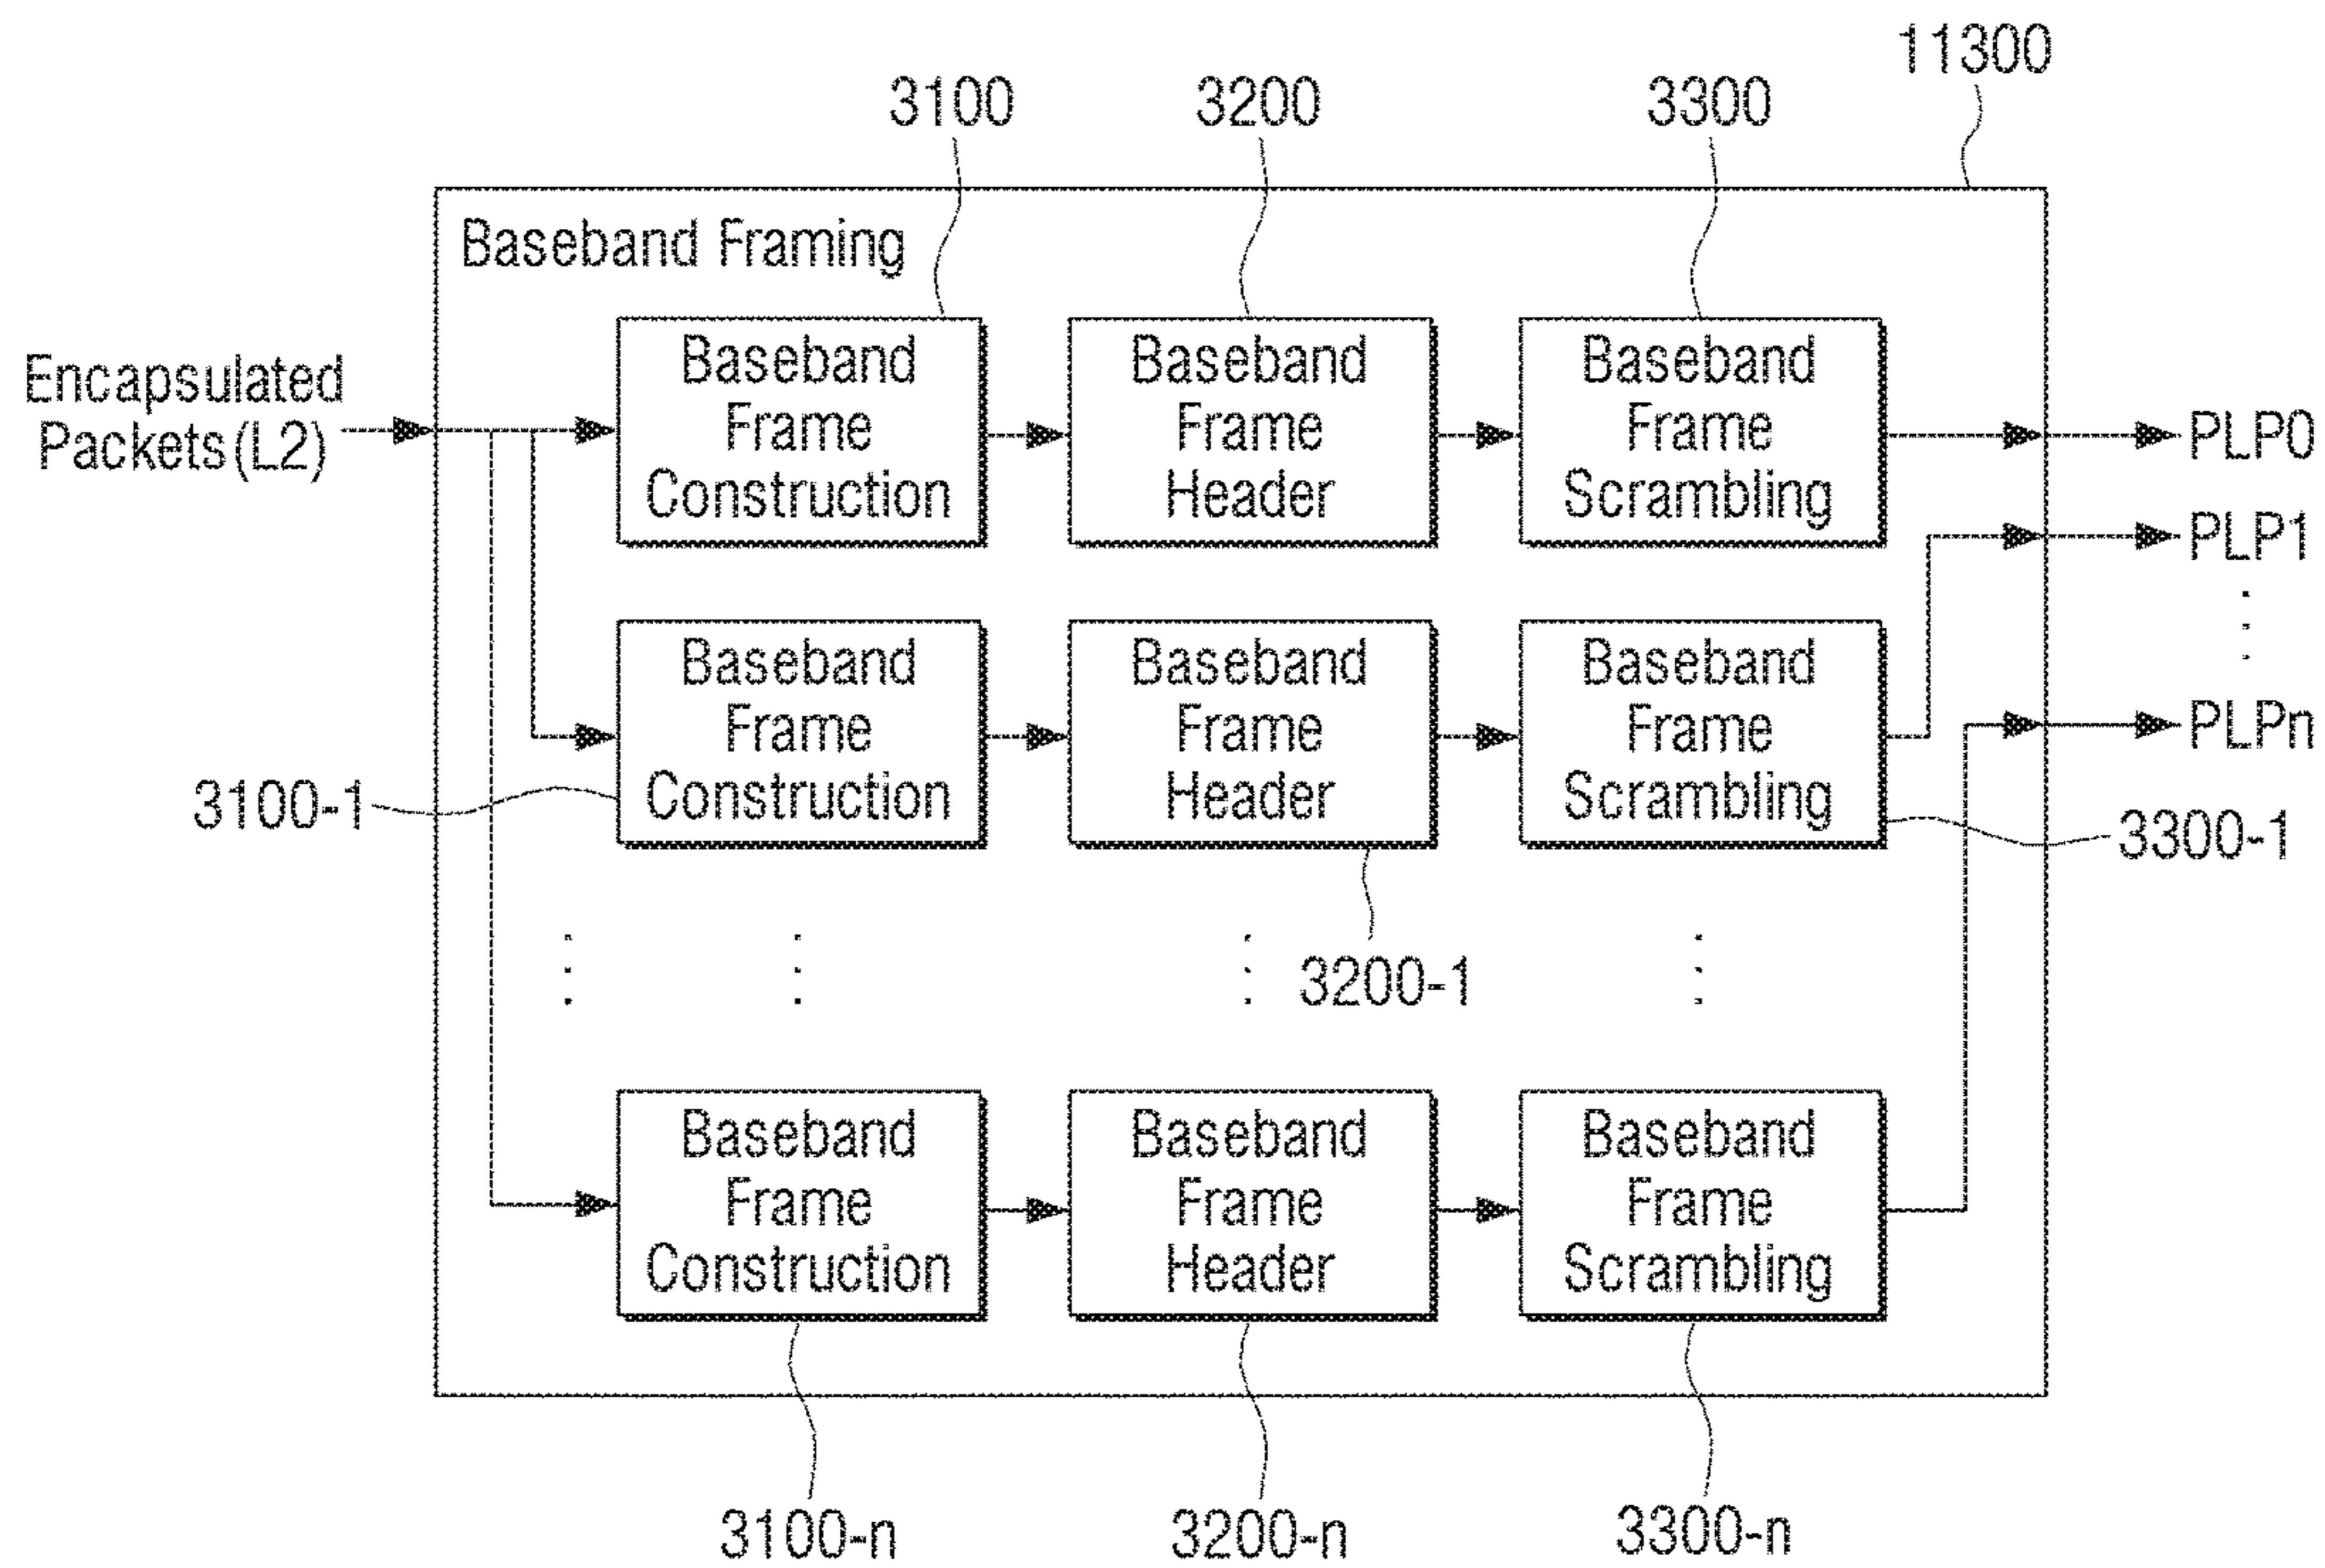 11300
3100
3200
3300
Baseband Framing
Encapsulated
Packets(L2)
Baseband
Frame
Construction
Baseband
Frame
Header
Baseband
Frame
Scrambling
PLP0
PLP1
PLPn
Baseband
Frame
Construction
Baseband
Frame
Header
Baseband
Frame
Scrambling
3100-1
3300-1
3200-1
Baseband
Frame
Construction
Baseband
Frame
Header
Baseband
Frame
Scrambling
3100-n
3200-n
3300-n